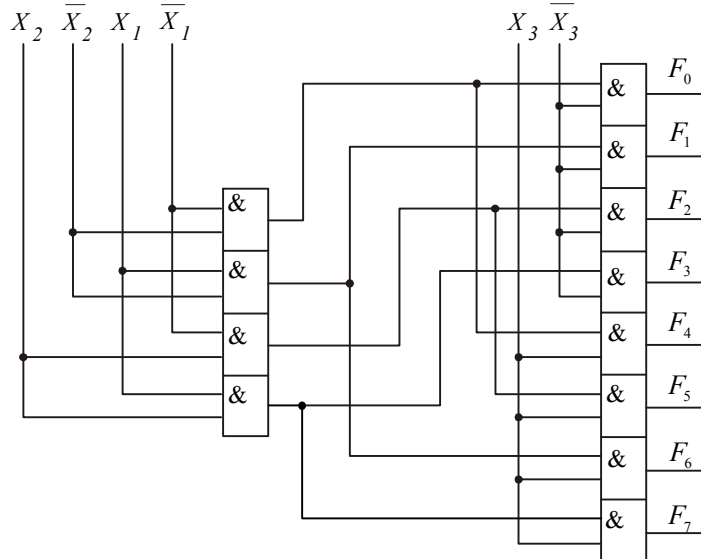 X₂ X̅₂ X₁ X̅₁ X₃ X̅₃
& F₀
& F₁
& & F₂
& & F₃
& & F₄
& & F₅
& F₆
& F₇